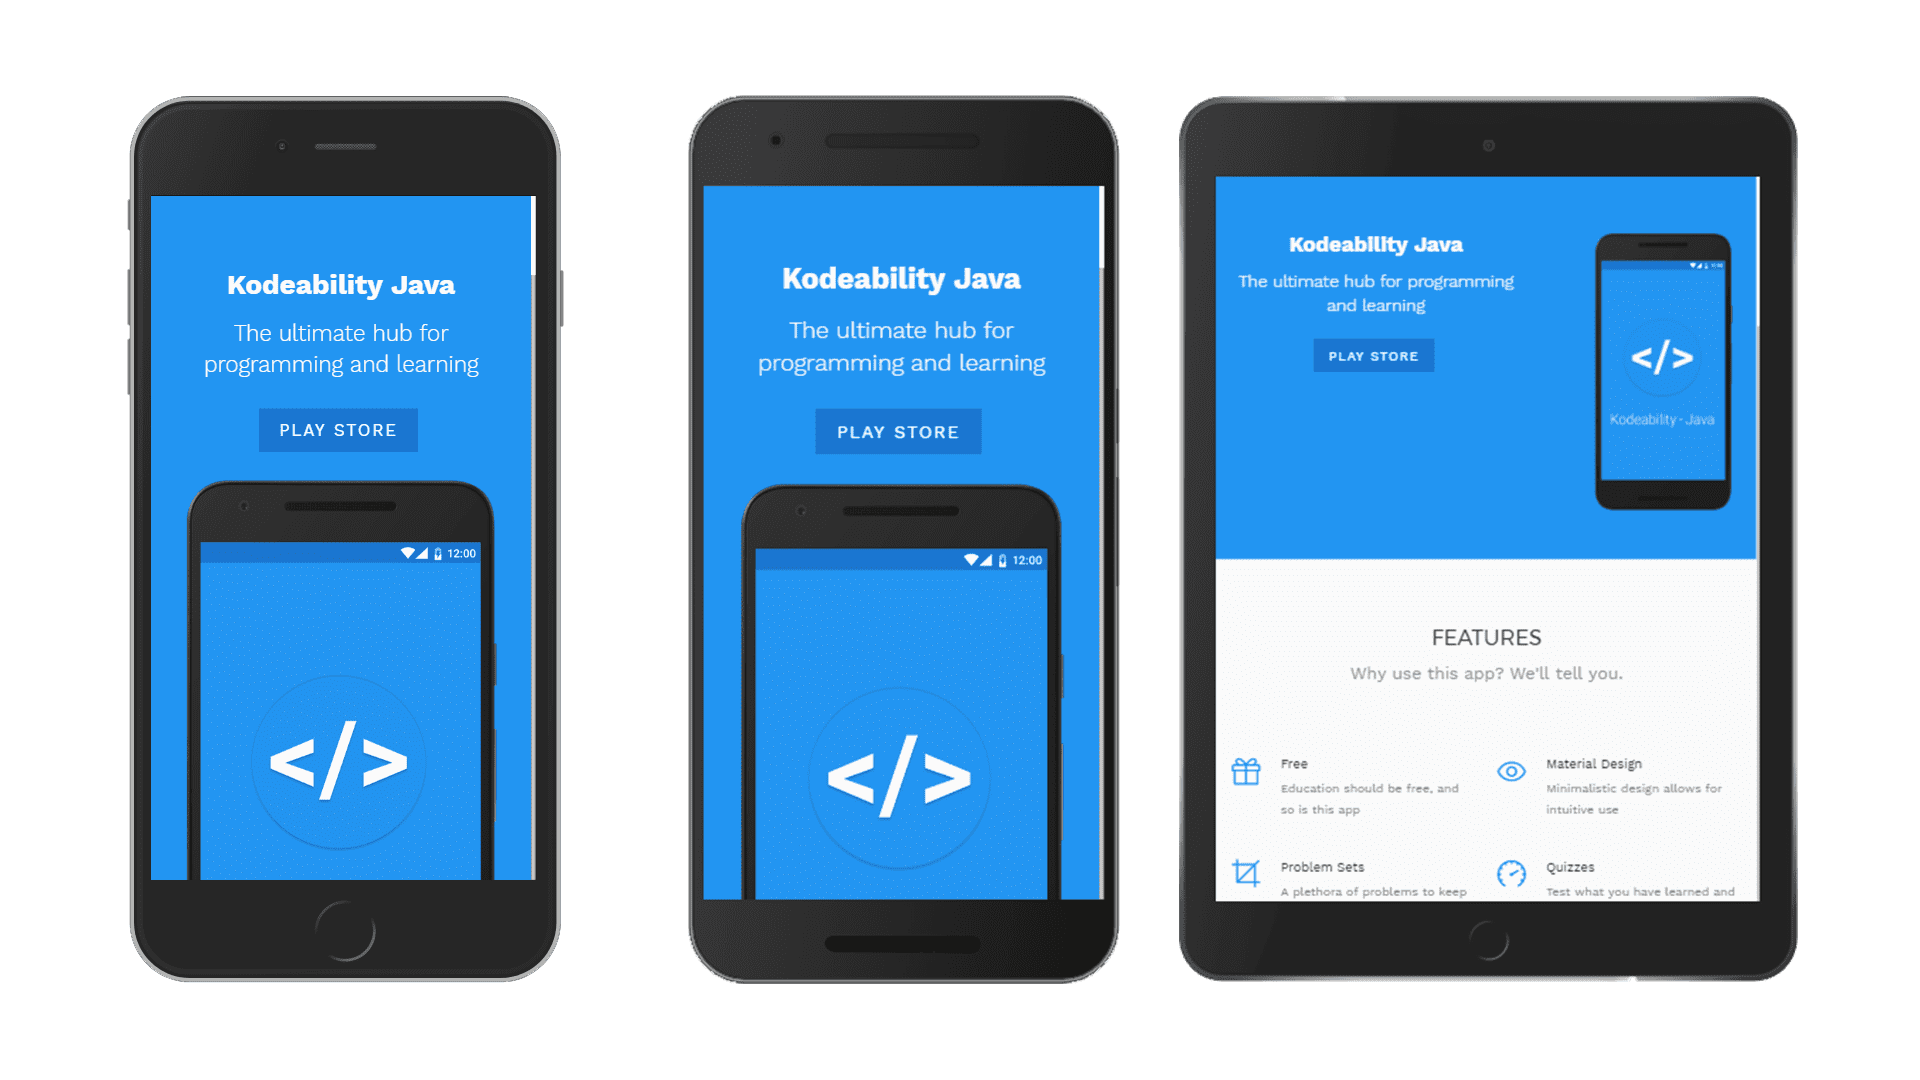 Kodeability Java
The ultimate hub for
programming and learning
PLAY STORE
12:00
</>
Kodeability Java
The ultimate hub for
programming and learning
PLAY STORE
12:00
</>
Kodeability Java
The ultimate hub for programming
and learning
PLAY STORE
12:00
</>
Kodeability - Java
FEATURES
Why use this app? We'll tell you.
Free
Education should be free, and
so is this app
Material Design
Minimalistic design allows for
intuitive use
Problem Sets
A plethora of problems to keep
Quizzes
Test what you have learned and